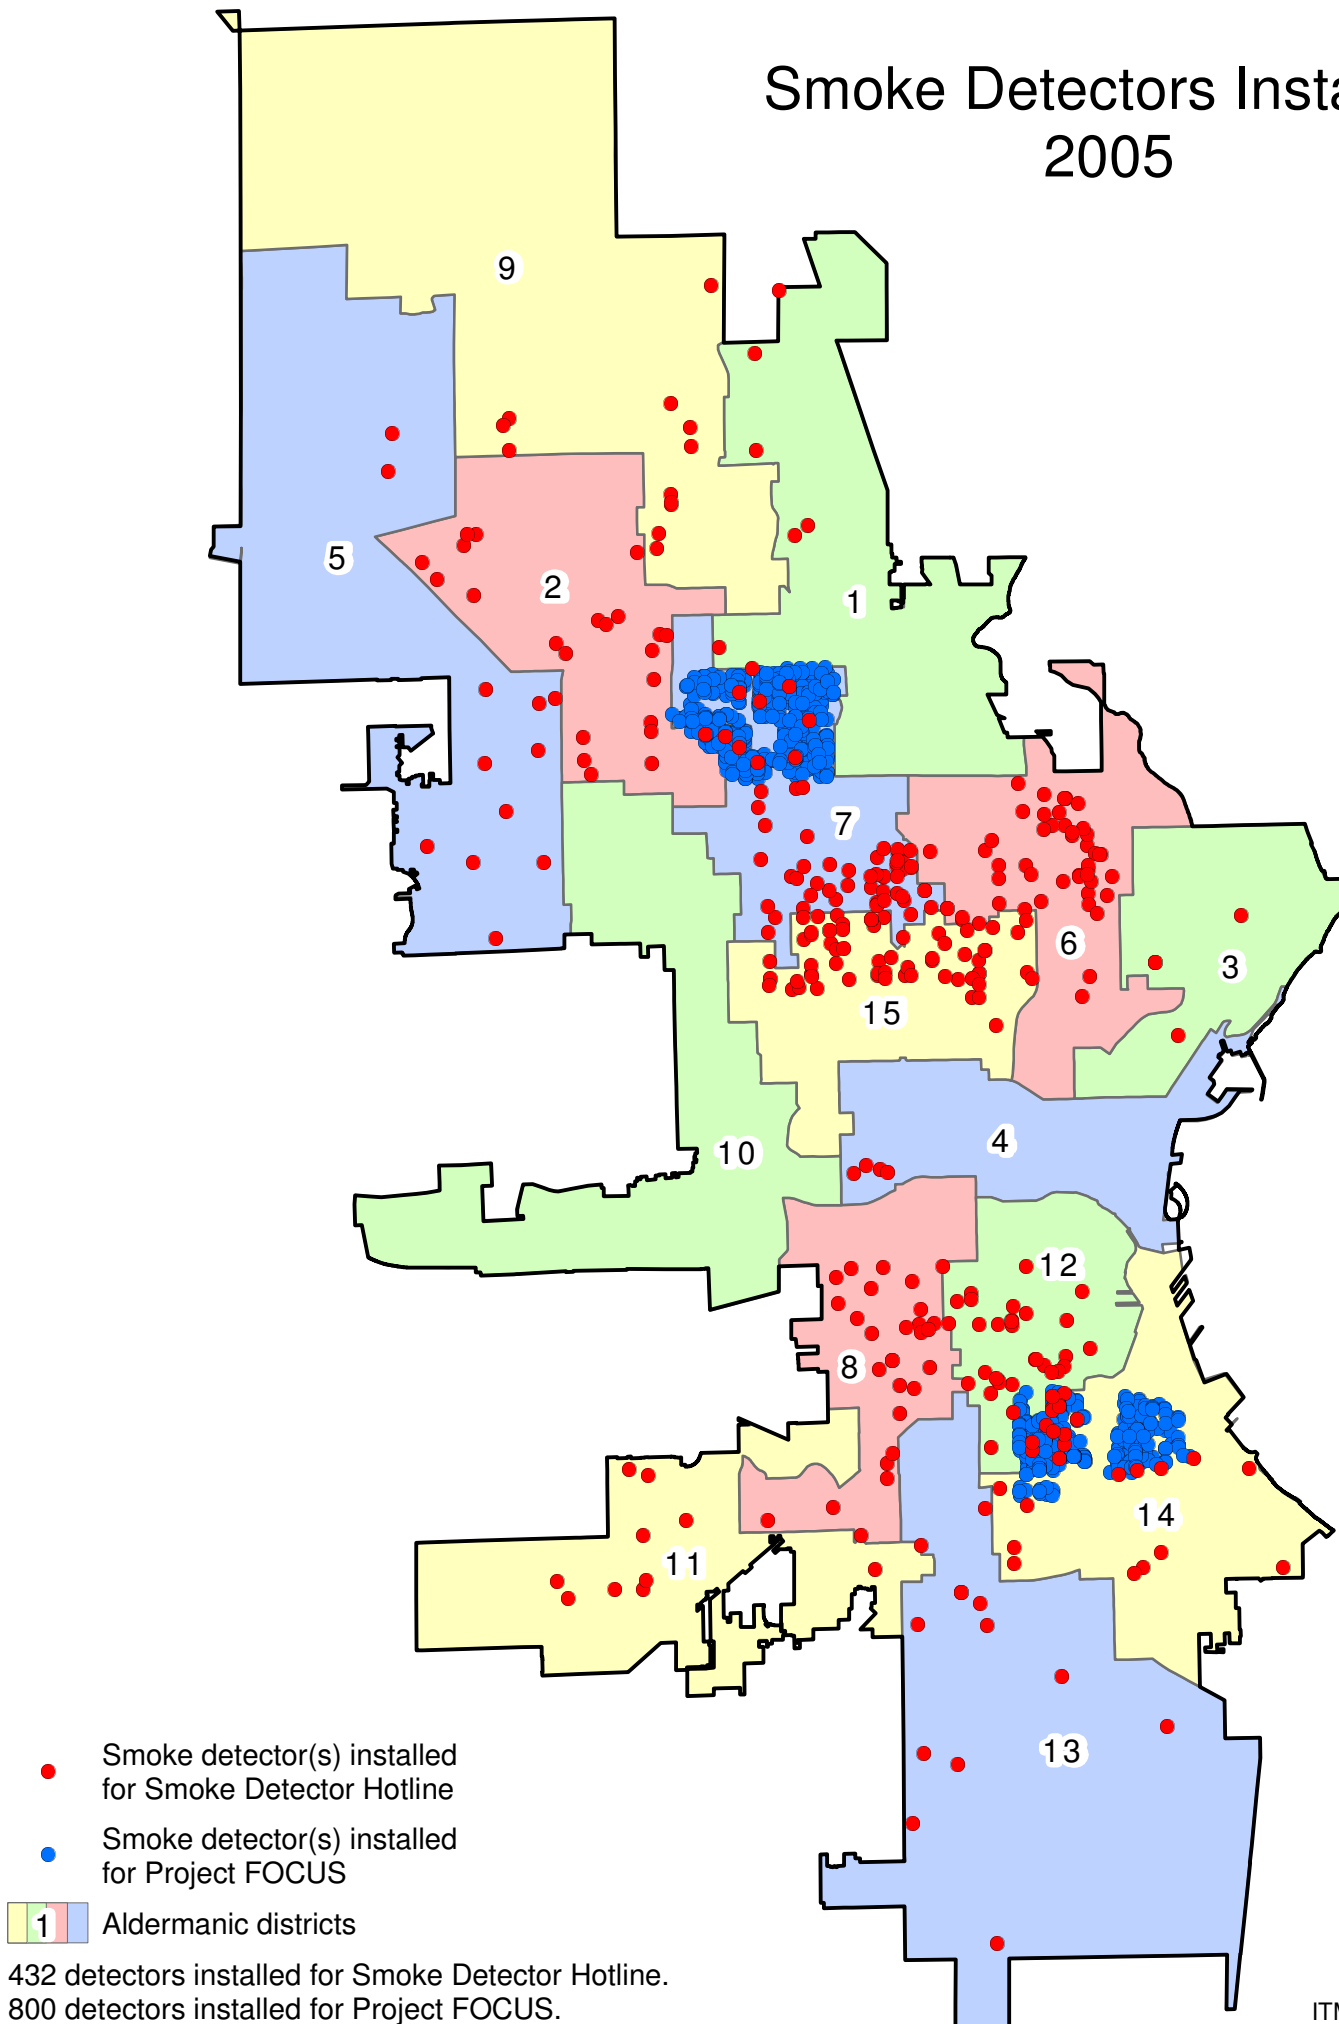 Smoke Detectors Insta
2005
9
5
2
1
7
6
3
15
4
10
12
8
14
11
13
Smoke detector(s) installed
for Smoke Detector Hotline
Smoke detector(s) installed
for Project FOCUS
1 Aldermanic districts
432 detectors installed for Smoke Detector Hotline.
800 detectors installed for Project FOCUS.
ITM